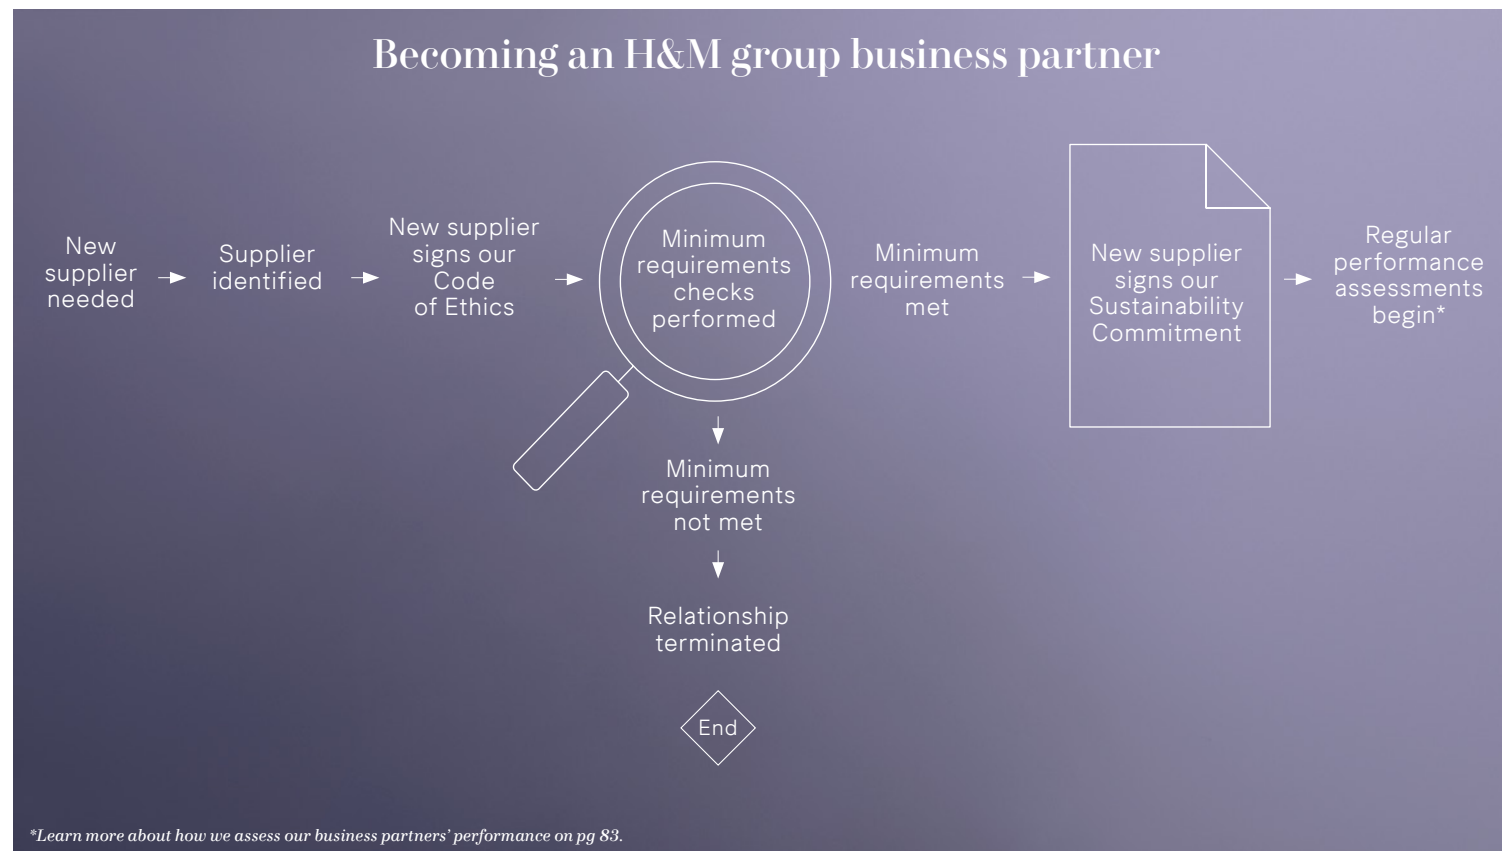 Becoming an H&M group business partner
New
supplier
needed
Supplier
identified
New supplier
signs our
Code
of Ethics
Minimum
requirements
checks
performed
Minimum
requirements
met
New supplier
signs our
Sustainability
Commitment
Regular
performance
assessments
begin*
Minimum
requirements
not met
Relationship
terminated
End
*Learn more about how we assess our business partners' performance on pg 83.